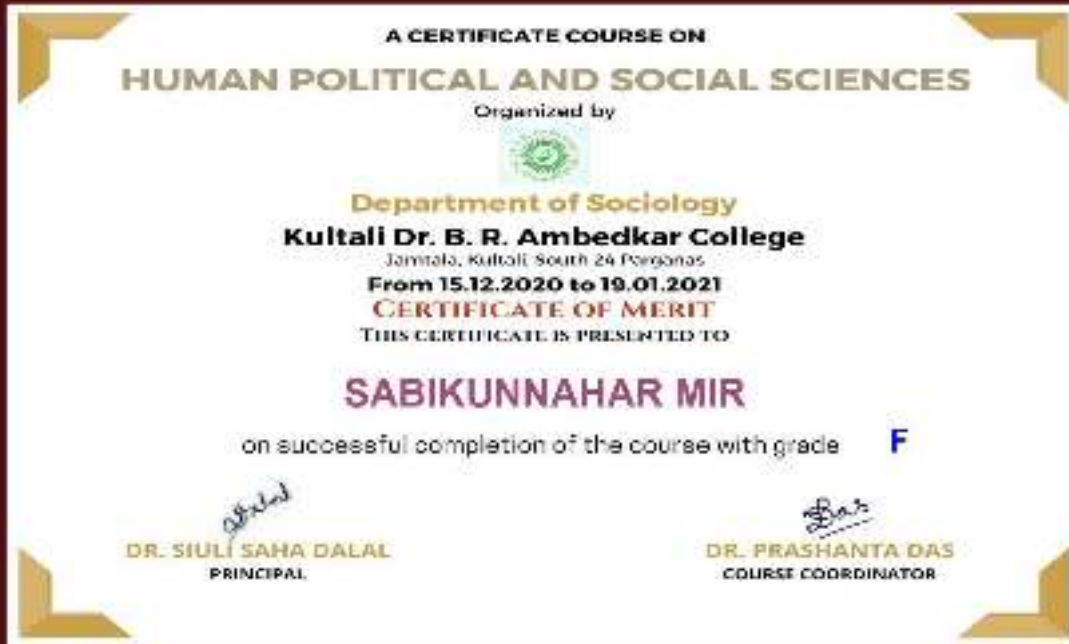 A CERTIFICATE COURSE ON
HUMAN POLITICAL AND SOCIAL SCIENCES
Organized by
Department of Sociology
Kultali Dr. B. R. Ambedkar College
Jamtala, Kultali, South 24 Parganas
From 15.12.2020 to 19.01.2021
CERTIFICATE OF MERIT
THIS CERTIFICATE IS PRESENTED TO
SABIKUNNAHAR MIR
on successful completion of the course with grade F
DR. SIULI SAHA DALAL
PRINCIPAL
DR. PRASHANTA DAS
COURSE COORDINATOR